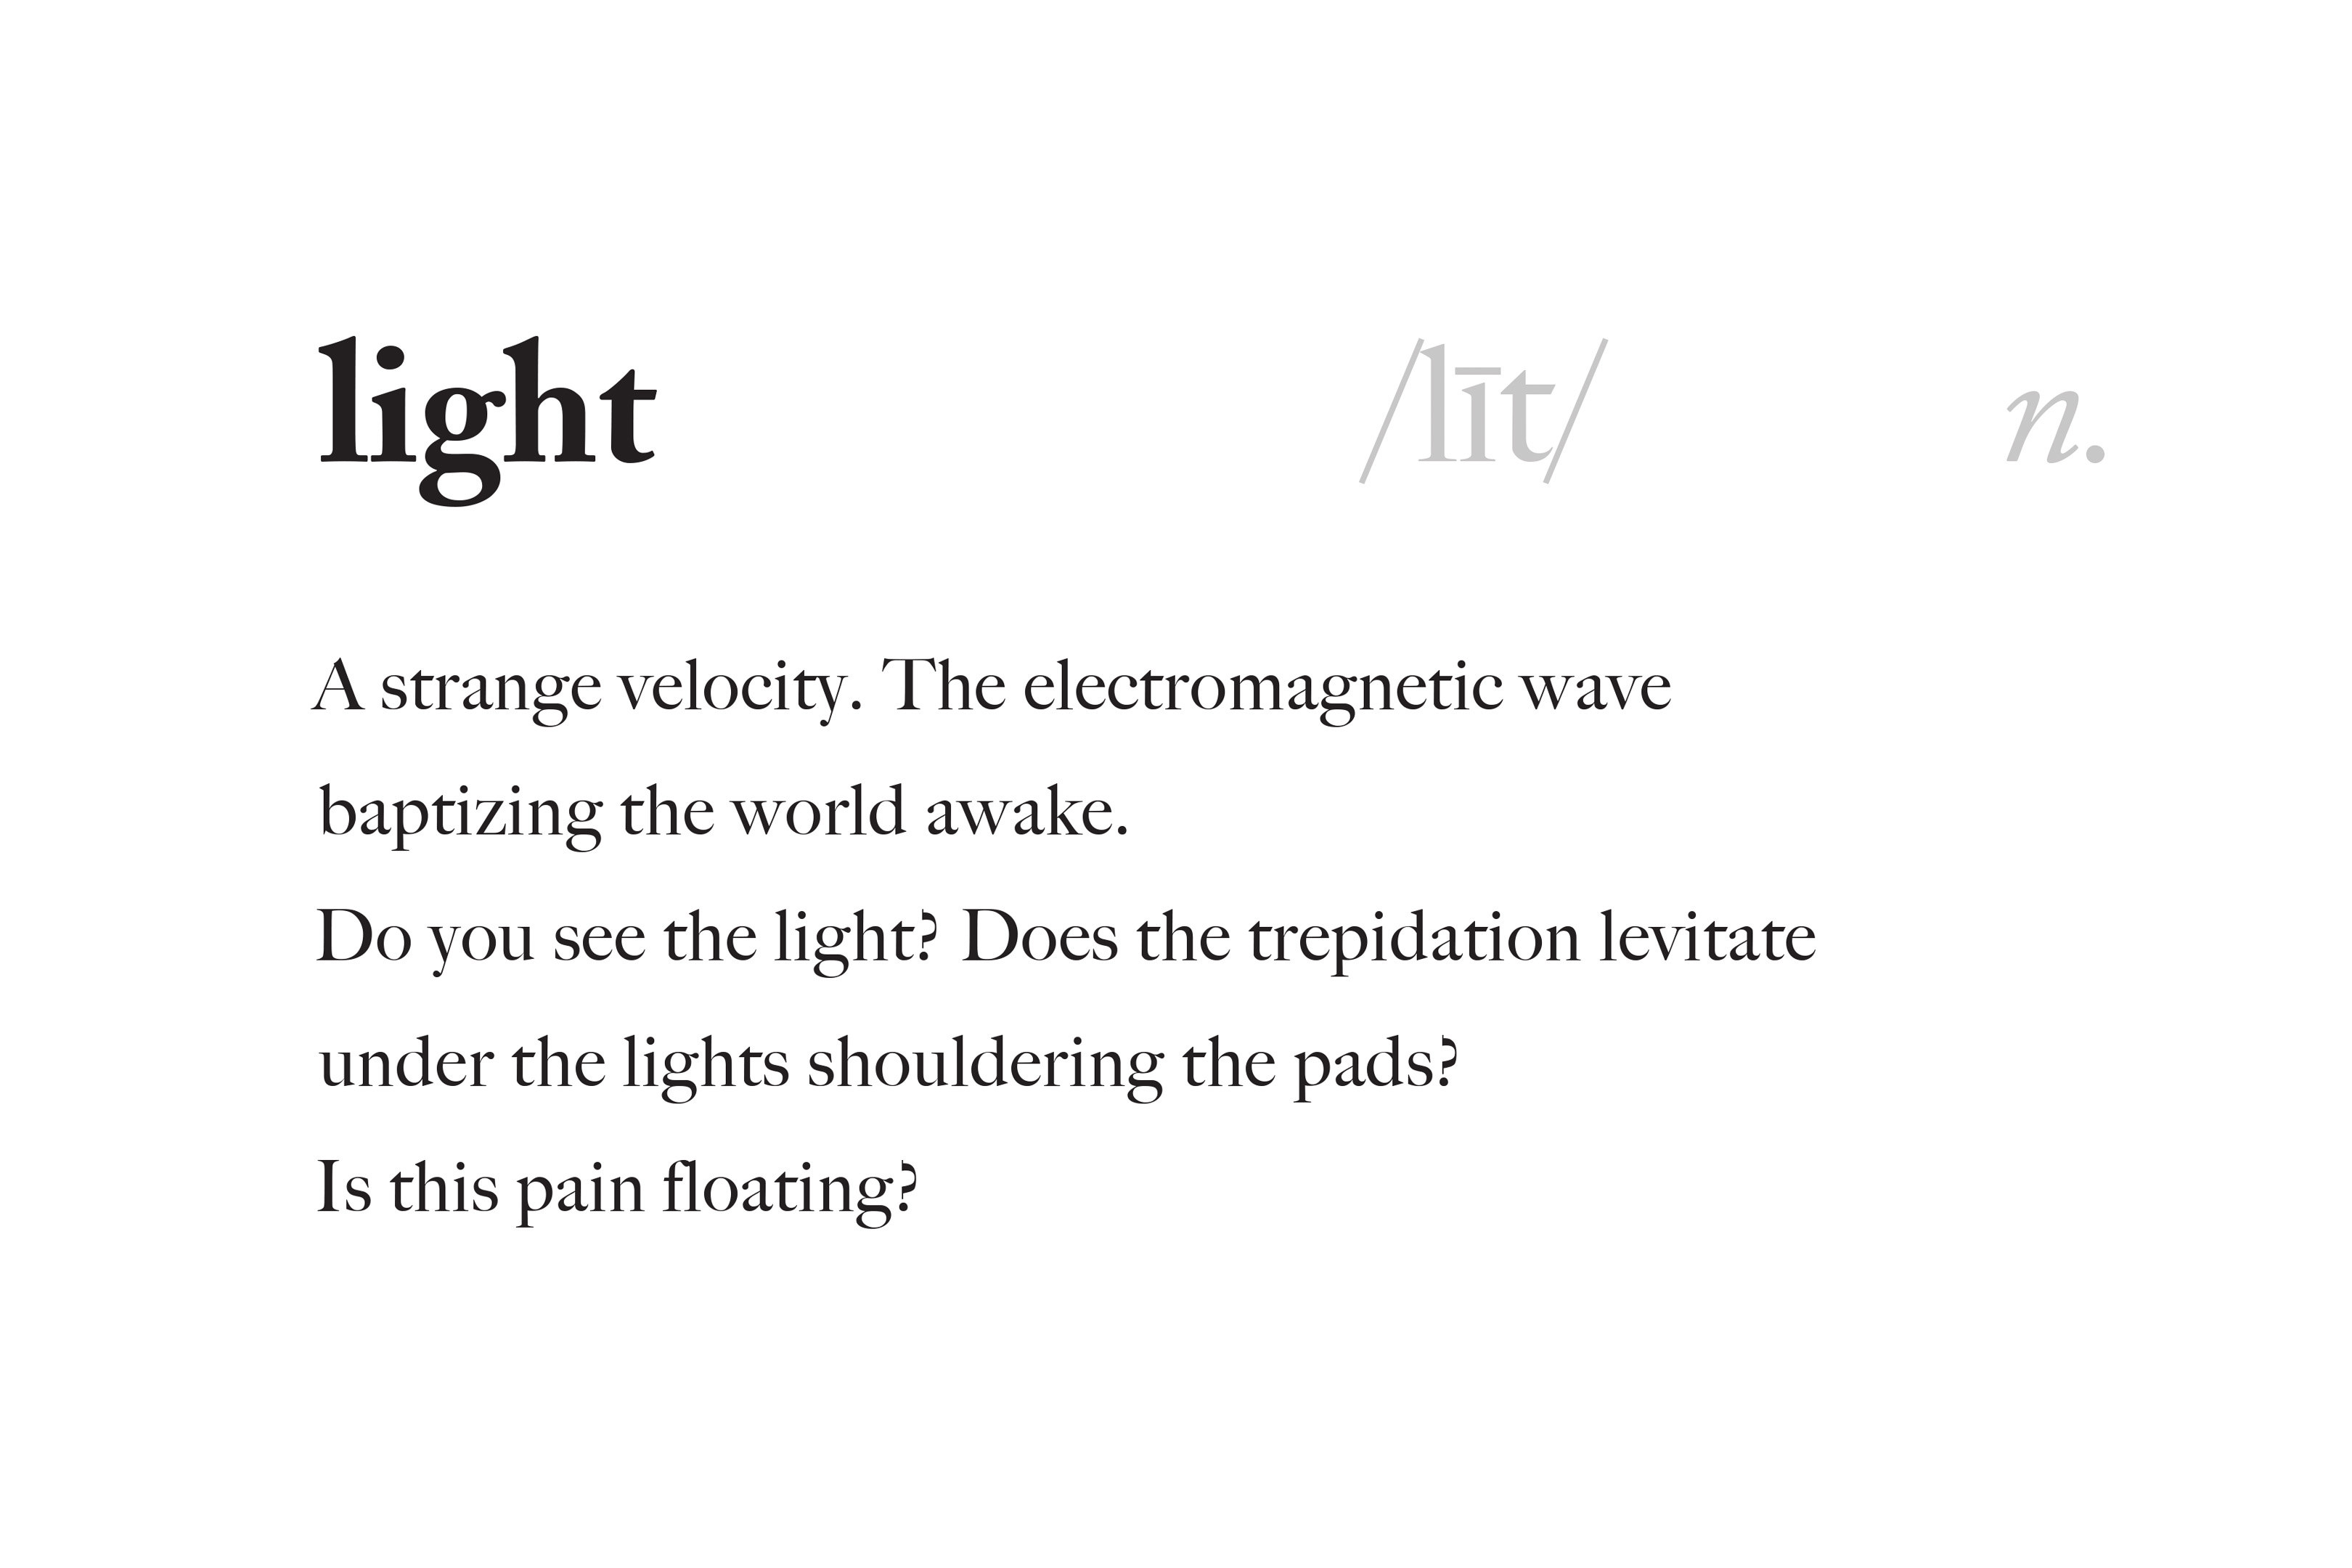 light /līt/ n.
A strange velocity. The electromagnetic wave
baptizing the world awake.
Do you see the light? Does the trepidation levitate
under the lights shouldering the pads?
Is this pain floating?